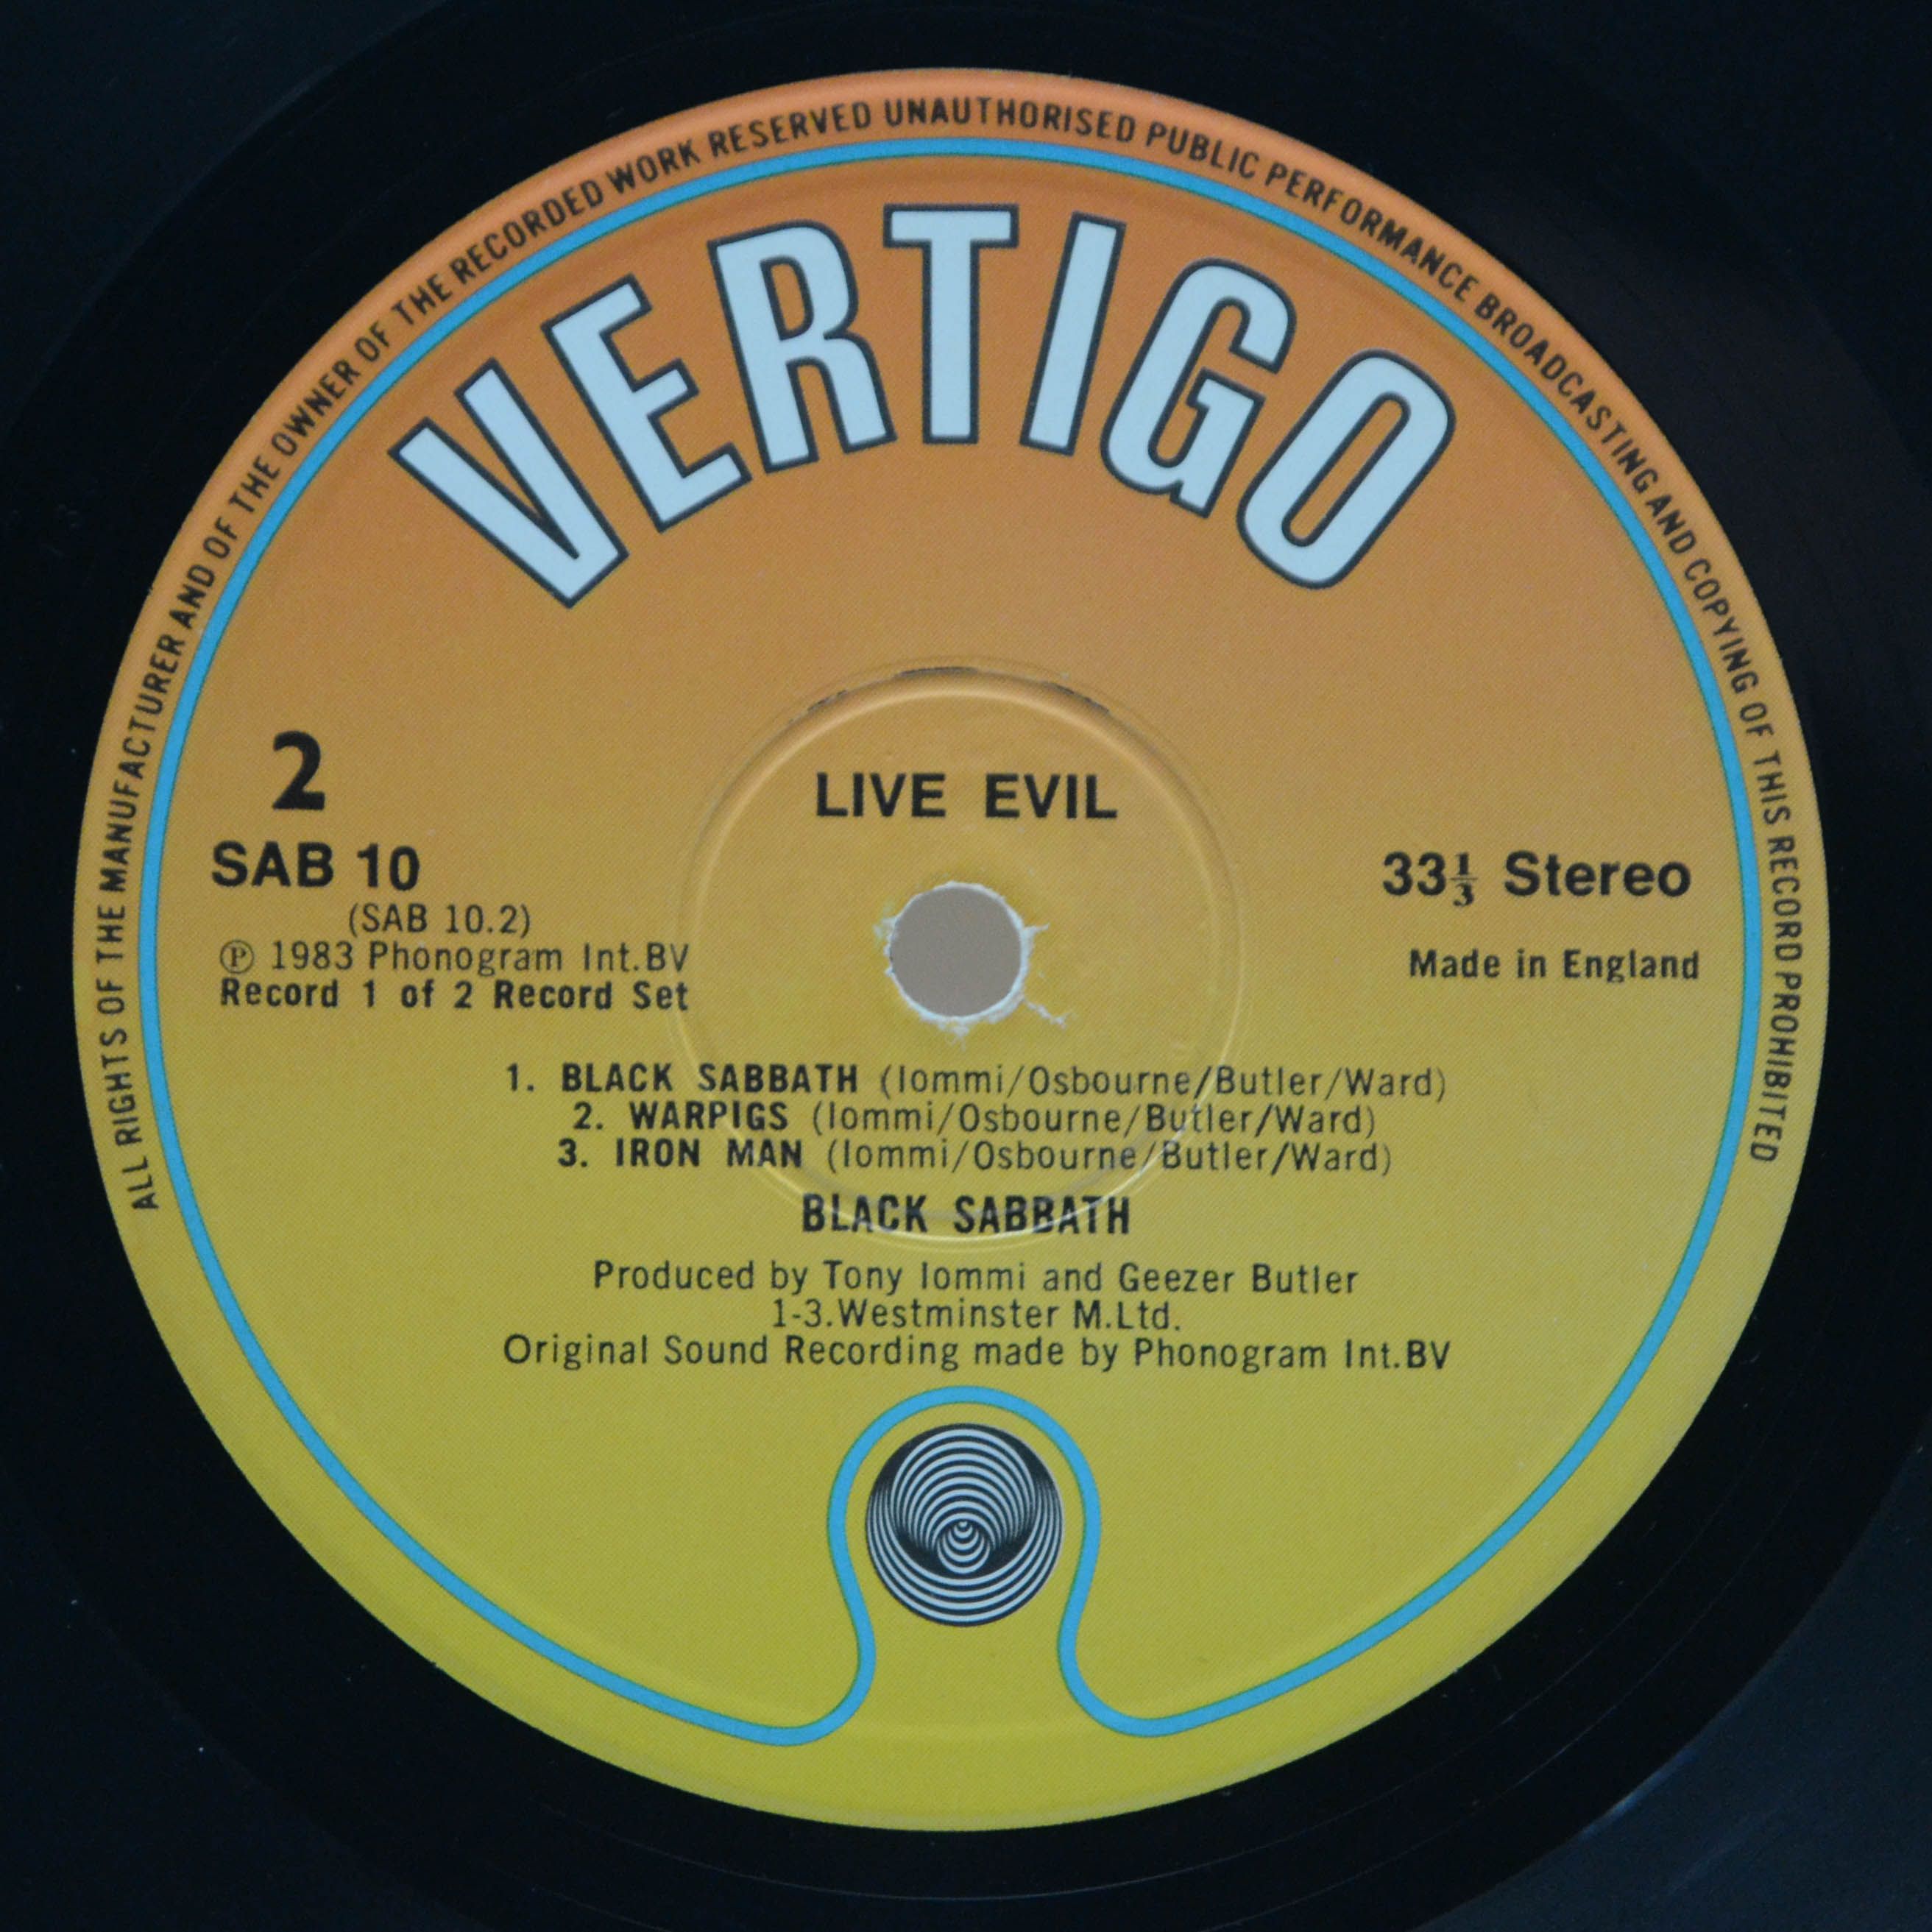 ALL RIGHTS OF THE MANUFACTURER AND OF THE OWNER OF THE RECORDED WORK RESERVED UNAUTHORISED PUBLIC PERFORMANCE BROADCASTING AND COPYING OF THIS RECORD PROHIBITED
VERTIGO
LIVE EVIL
2
SAB 10
(SAB 10.2)
℗ 1983 Phonogram Int.BV
Record 1 of 2 Record Set
33⅓ Stereo
Made in England
1. BLACK SABBATH (Iommi/Osbourne/Butler/Ward)
2. WARPIGS (Iommi/Osbourne/Butler/Ward)
3. IRON MAN (Iommi/Osbourne/Butler/Ward)
BLACK SABBATH
Produced by Tony Iommi and Geezer Butler
1-3.Westminster M.Ltd.
Original Sound Recording made by Phonogram Int.BV